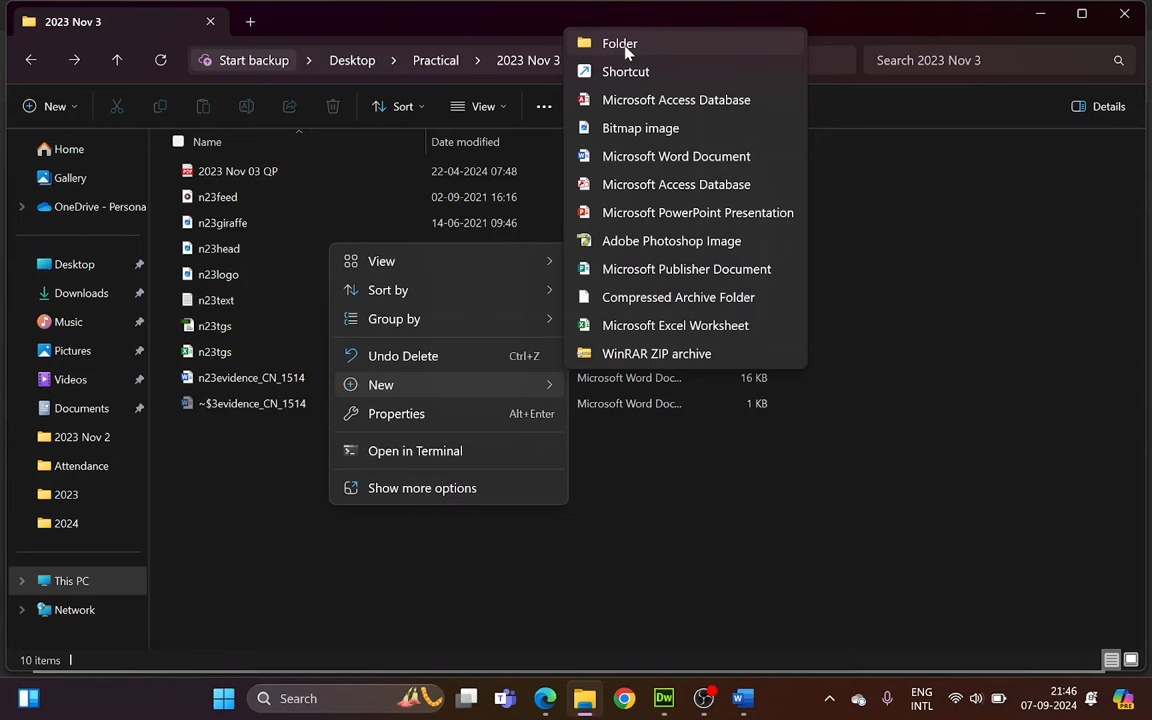 2023 Nov 3
Start backup Desktop Practical 2023 Nov 3 Search 2023 Nov 3
New Sort View Details
Home
Gallery
OneDrive - Persona
Desktop
Downloads
Music
Pictures
Videos
Documents
2023 Nov 2
Attendance
2023
2024
This PC
Network
Name Date modified
2023 Nov 03 QP 22-04-2024 07:48
n23feed 02-09-2021 16:16
n23giraffe 14-06-2021 09:46
n23head
n23logo
n23text
n23tgs
n23tgs
n23evidence_CN_1514 Microsoft Word Doc... 16 KB
~$3evidence_CN_1514 Microsoft Word Doc... 1 KB
View
Sort by
Group by
Undo Delete Ctrl+Z
New
Properties Alt+Enter
Open in Terminal
Show more options
Folder
Shortcut
Microsoft Access Database
Bitmap image
Microsoft Word Document
Microsoft Access Database
Microsoft PowerPoint Presentation
Adobe Photoshop Image
Microsoft Publisher Document
Compressed Archive Folder
Microsoft Excel Worksheet
WinRAR ZIP archive
10 items
Search
Dw
ENG
INTL
21:46
07-09-2024
PRE